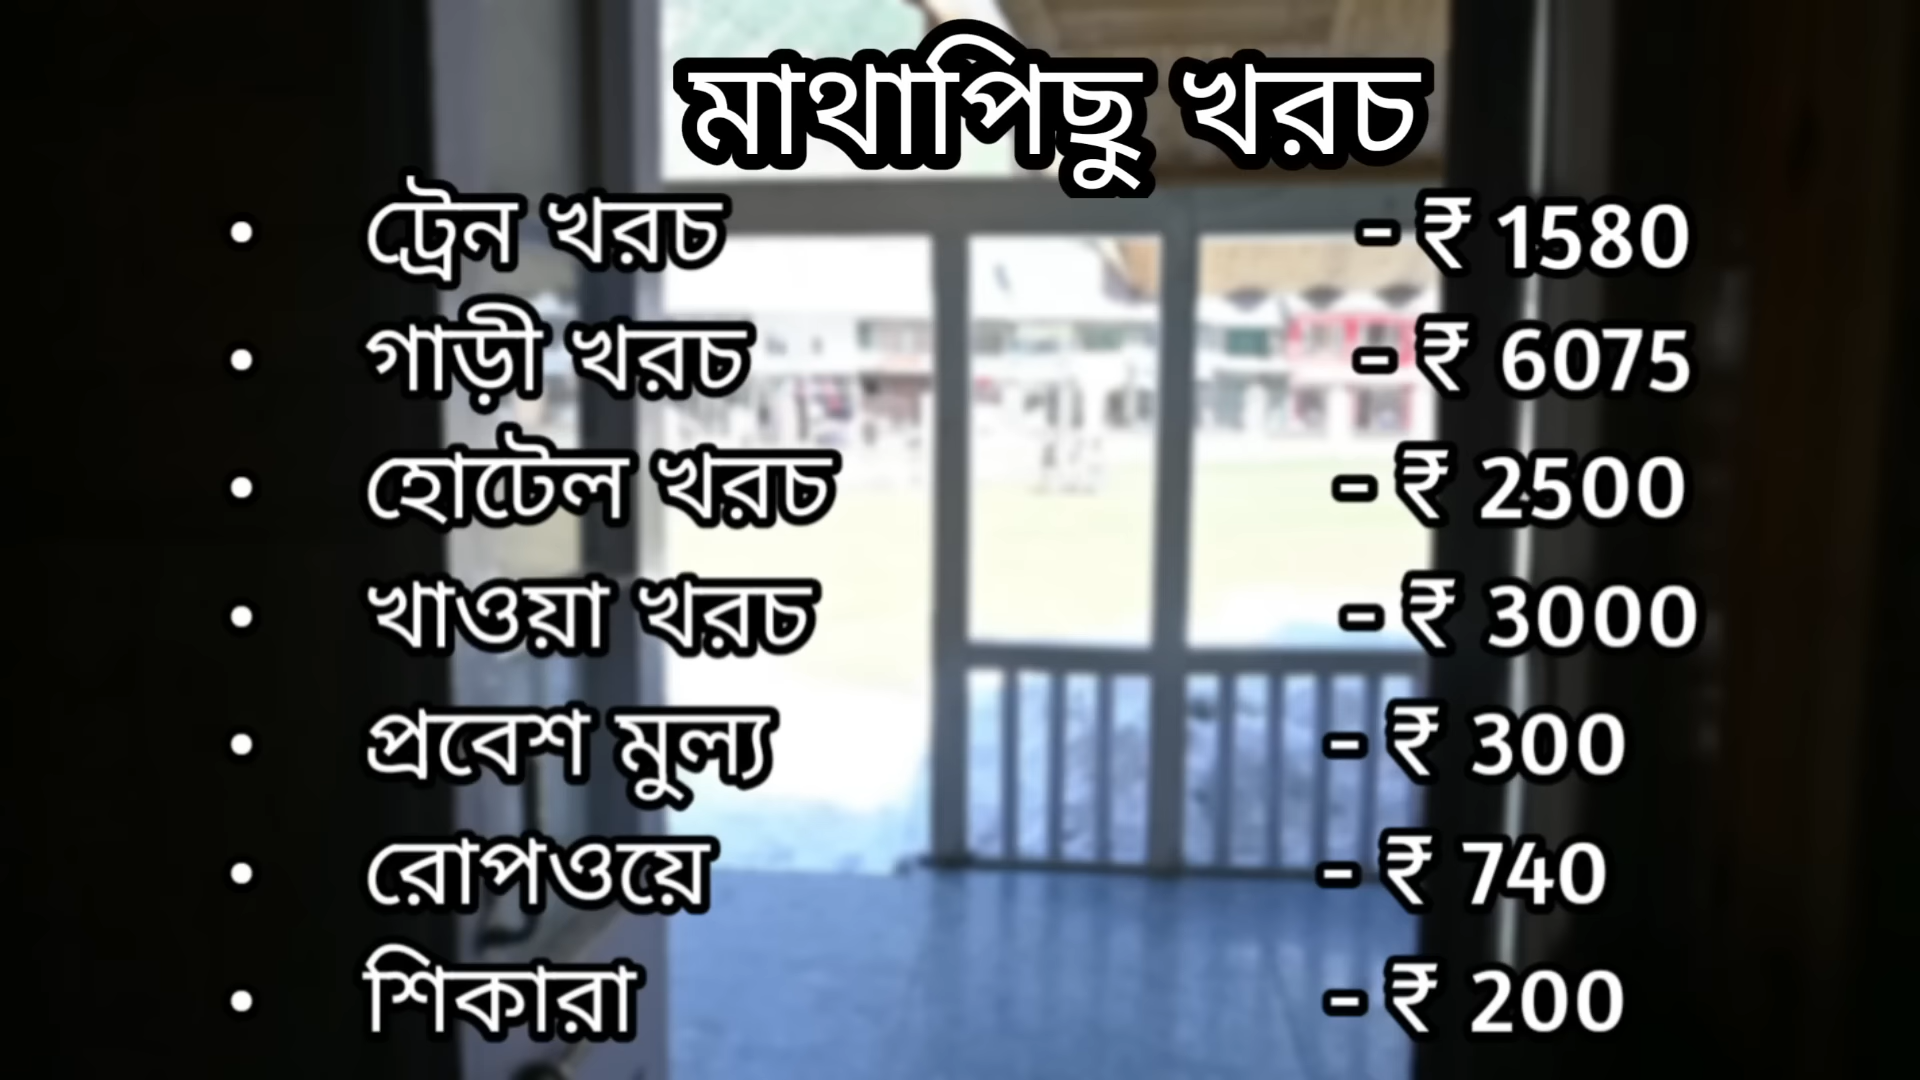 মাথাপিছু খরচ
• ট্রেন খরচ - ₹ 1580
• গাড়ী খরচ - ₹ 6075
• হোটেল খরচ - ₹ 2500
• খাওয়া খরচ - ₹ 3000
• প্রবেশ মুল্য - ₹ 300
• রোপওয়ে - ₹ 740
• শিকারা - ₹ 200